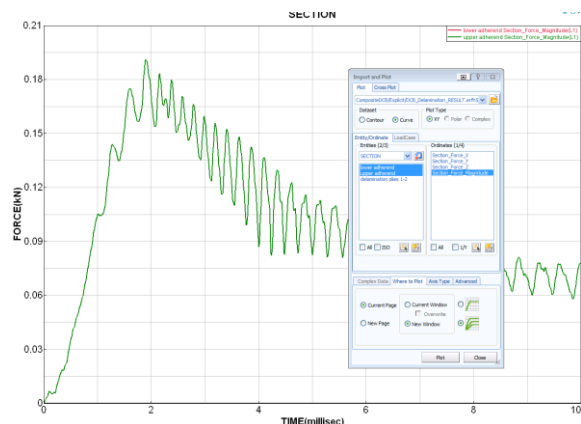 SECTION
lower adherend Section_Force_Magnitude(L1)
upper adherend Section_Force_Magnitude(L1)
0.21
0.18
0.15
0.12
0.09
0.06
0.03
0
FORCE(kN)
0
2
4
6
8
10
TIME(millisec)
Import and Plot
Plot
Cross Plot
Dataset
Contour
Curve
Plot Type
XY
Polar
Complex
Entity/Ordinate
LoadCase
Entities (2/3)
Ordinates (1/4)
SECTION
lower adherend
upper adherend
delamination plies 1-2
Section_Force_X
Section_Force_Y
Section_Force_Z
Section_Force_Magnitude
All
ISO
All
Complex Data
Where to Plot
Axis Type
Advanced
Current Page
Current Window
Overwrite
New Page
New Window
Plot
Close